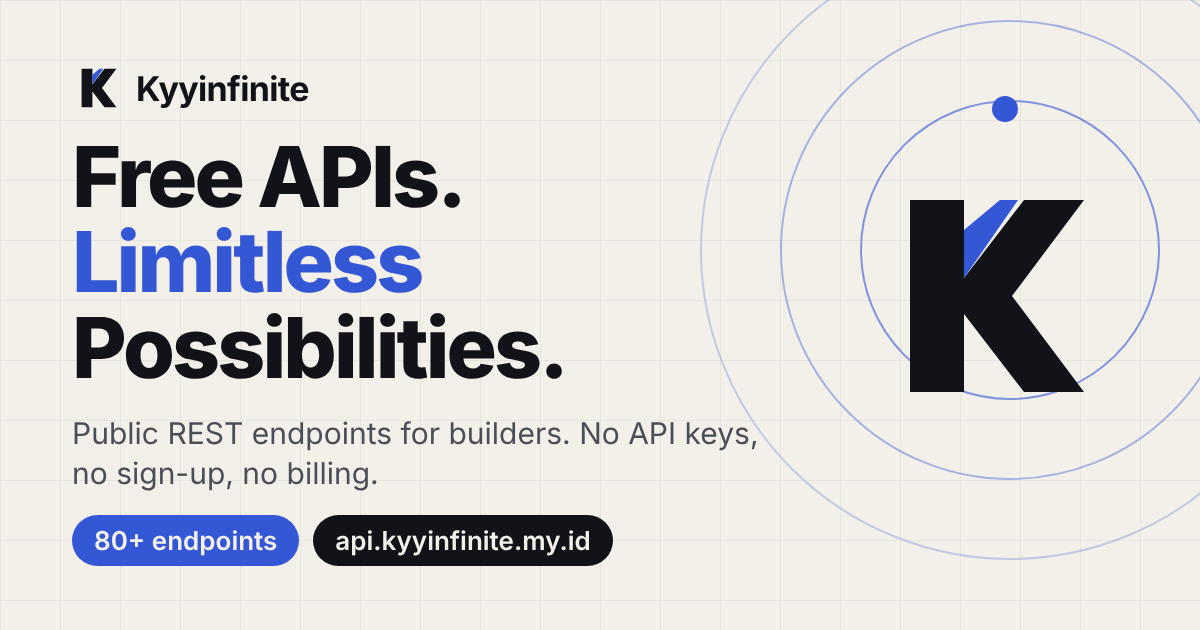 Kyyinfinite
Free APIs.
Limitless
Possibilities.
Public REST endpoints for builders. No API keys,
no sign-up, no billing.
80+ endpoints
api.kyyinfinite.my.id
K